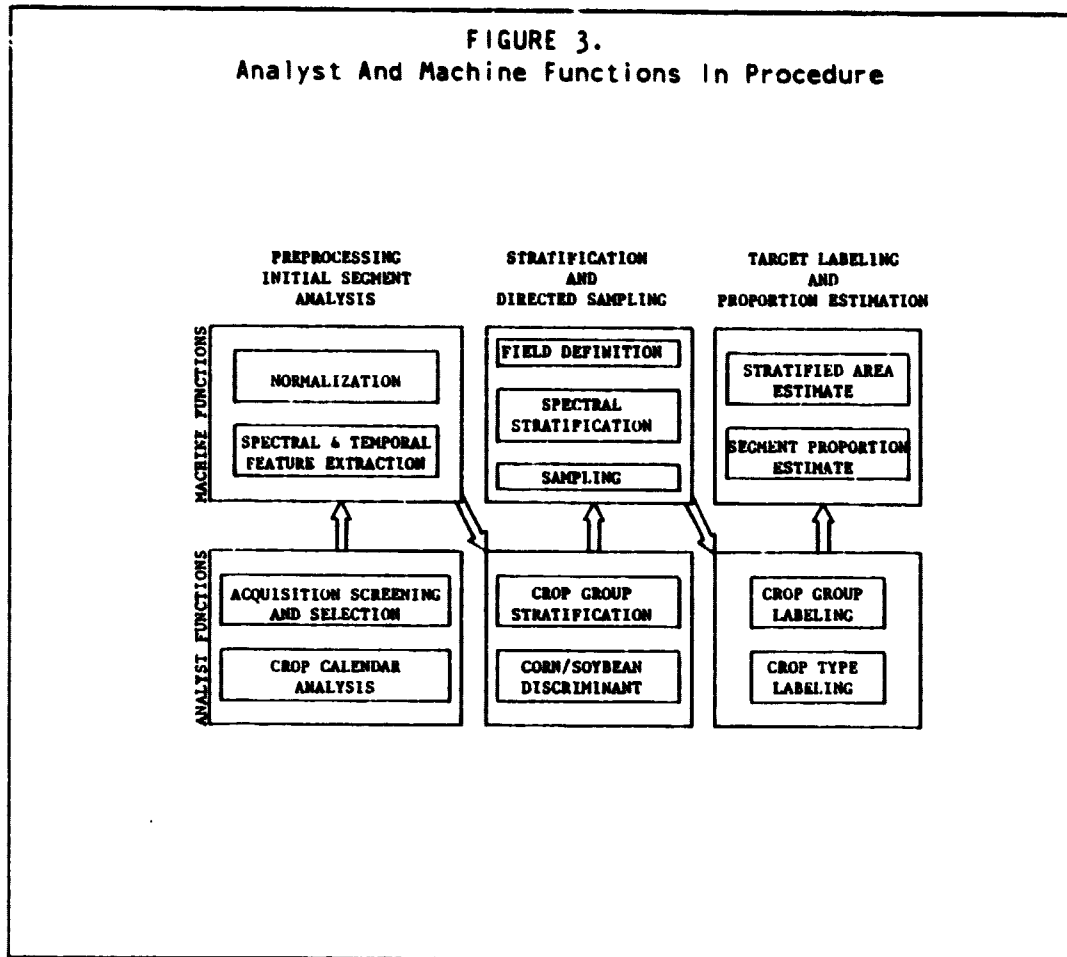 FIGURE 3.
Analyst And Machine Functions In Procedure
PREPROCESSING
INITIAL SEGMENT
ANALYSIS
STRATIFICATION
AND
DIRECTED SAMPLING
TARGET LABELING
AND
PROPORTION ESTIMATION
MACHINE FUNCTIONS
NORMALIZATION
SPECTRAL & TEMPORAL
FEATURE EXTRACTION
FIELD DEFINITION
SPECTRAL
STRATIFICATION
SAMPLING
STRATIFIED AREA
ESTIMATE
SEGMENT PROPORTION
ESTIMATE
ANALYST FUNCTIONS
ACQUISITION SCREENING
AND SELECTION
CROP CALENDAR
ANALYSIS
CROP GROUP
STRATIFICATION
CORN/SOYBEAN
DISCRIMINANT
CROP GROUP
LABELING
CROP TYPE
LABELING